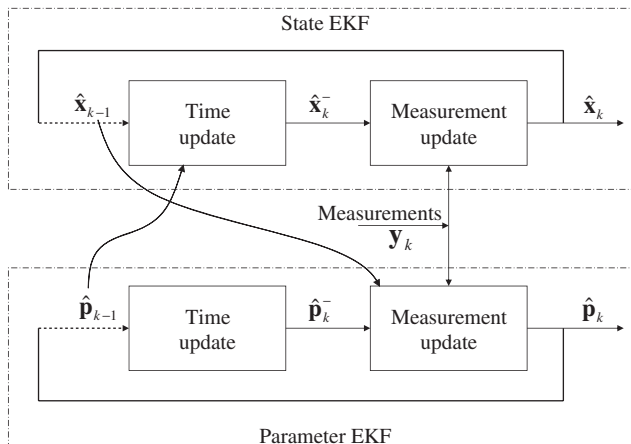 State EKF
x̂ₖ₋₁
Time
update
x̂ₖ⁻
Measurement
update
x̂ₖ
Measurements
yₖ
p̂ₖ₋₁
Time
update
p̂ₖ⁻
Measurement
update
p̂ₖ
Parameter EKF